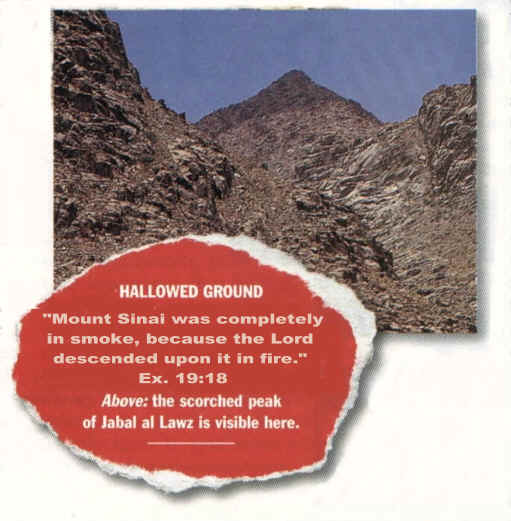 HALLOWED GROUND
"Mount Sinai was completely
in smoke, because the Lord
descended upon it in fire."
Ex. 19:18
Above: the scorched peak
of Jabal al Lawz is visible here.